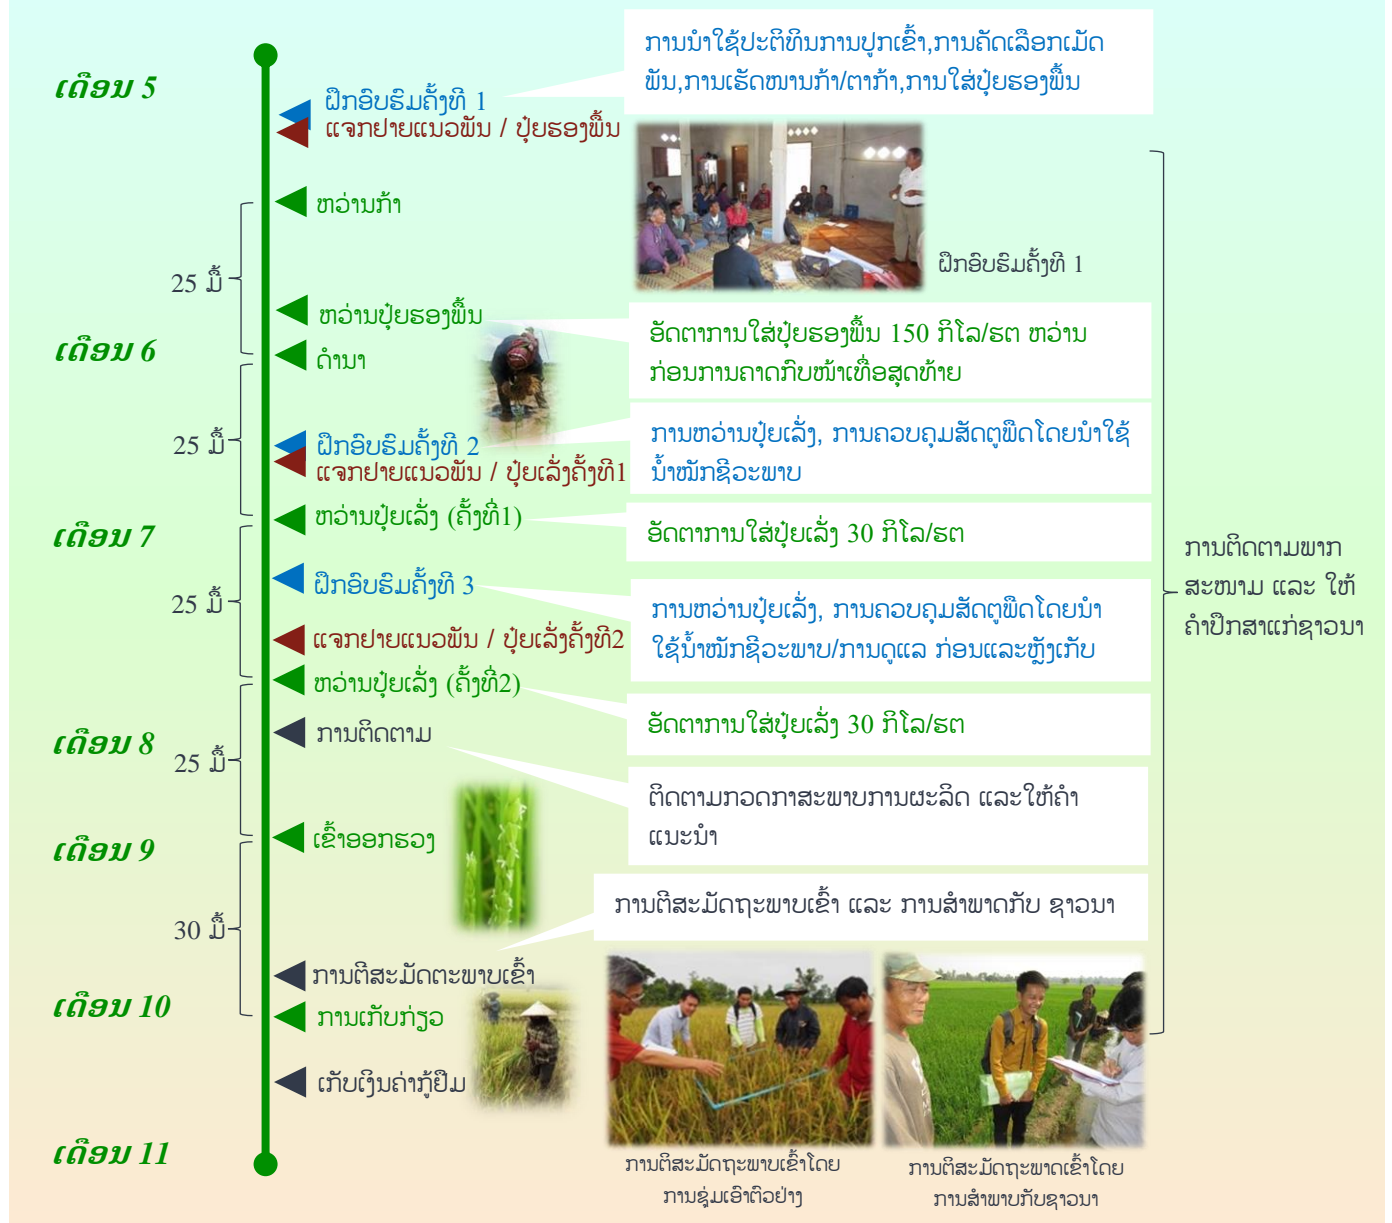 ການນຳໃຊ້ປະຕິທິນການປູກເຂົ້າ,ການຄັດເລືອກເມັດ
ພັນ,ການເຮັດໜານກ້າ/ຕາກ້າ,ການໃສ່ປຸ໋ຍຮອງພື້ນ
ເດືອນ 5
ຝຶກອົບຮົມຄັ້ງທີ 1
ແຈກຢາຍແນວພັນ / ປຸ໋ຍຮອງພື້ນ
ຫວ່ານກ້າ
ຝຶກອົບຮົມຄັ້ງທີ 1
25 ມື້
ຫວ່ານປຸ໋ຍຮອງພື້ນ
ອັດຕາການໃສ່ປຸ໋ຍຮອງພື້ນ 150 ກິໂລ/ຮຕ ຫວ່ານ
ກ່ອນການຄາດກົບໜ້າເທື່ອສຸດທ້າຍ
ເດືອນ 6
ດຳນາ
25 ມື້
ຝຶກອົບຮົມຄັ້ງທີ 2
ແຈກຢາຍແນວພັນ / ປຸ໋ຍເລັ່ງຄັ້ງທີ1
ການຫວ່ານປຸ໋ຍເລັ່ງ, ການຄວບຄຸມສັດຕູພືດໂດຍນຳໃຊ້
ນ້ຳໝັກຊີວະພາບ
ຫວ່ານປຸ໋ຍເລັ່ງ (ຄັ້ງທີ່1)
ອັດຕາການໃສ່ປຸ໋ຍເລັ່ງ 30 ກິໂລ/ຮຕ
ເດືອນ 7
ການຕິດຕາມພາກ
ສະໜາມ ແລະ ໃຫ້
ຄຳປຶກສາແກ່ຊາວນາ
ຝຶກອົບຮົມຄັ້ງທີ 3
25 ມື້
ການຫວ່ານປຸ໋ຍເລັ່ງ, ການຄວບຄຸມສັດຕູພືດໂດຍນຳ
ໃຊ້ນ້ຳໝັກຊີວະພາບ/ການດູແລ ກ່ອນແລະຫຼັງເກັບ
ແຈກຢາຍແນວພັນ / ປຸ໋ຍເລັ່ງຄັ້ງທີ2
ຫວ່ານປຸ໋ຍເລັ່ງ (ຄັ້ງທີ່2)
ອັດຕາການໃສ່ປຸ໋ຍເລັ່ງ 30 ກິໂລ/ຮຕ
ເດືອນ 8
ການຕິດຕາມ
25 ມື້
ຕິດຕາມກວດກາສະພາບການຜະລິດ ແລະໃຫ້ຄຳ
ແນະນຳ
ເຂົ້າອອກຮວງ
ເດືອນ 9
ການຕີສະມັດຖະພາບເຂົ້າ ແລະ ການສຳພາດກັບ ຊາວນາ
30 ມື້
ການຕີສະມັດຕະພາບເຂົ້າ
ເດືອນ 10
ການເກັບກ່ຽວ
ເກັບເງິນຄ່າກູ້ຢືມ
ເດືອນ 11
ການຕີສະມັດຖະພາບເຂົ້າໂດຍ
ການຊຸ່ມເອົາຕົວຢ່າງ
ການຕີສະມັດຖະພາດເຂົ້າໂດຍ
ການສຳພາບກັບຊາວນາ